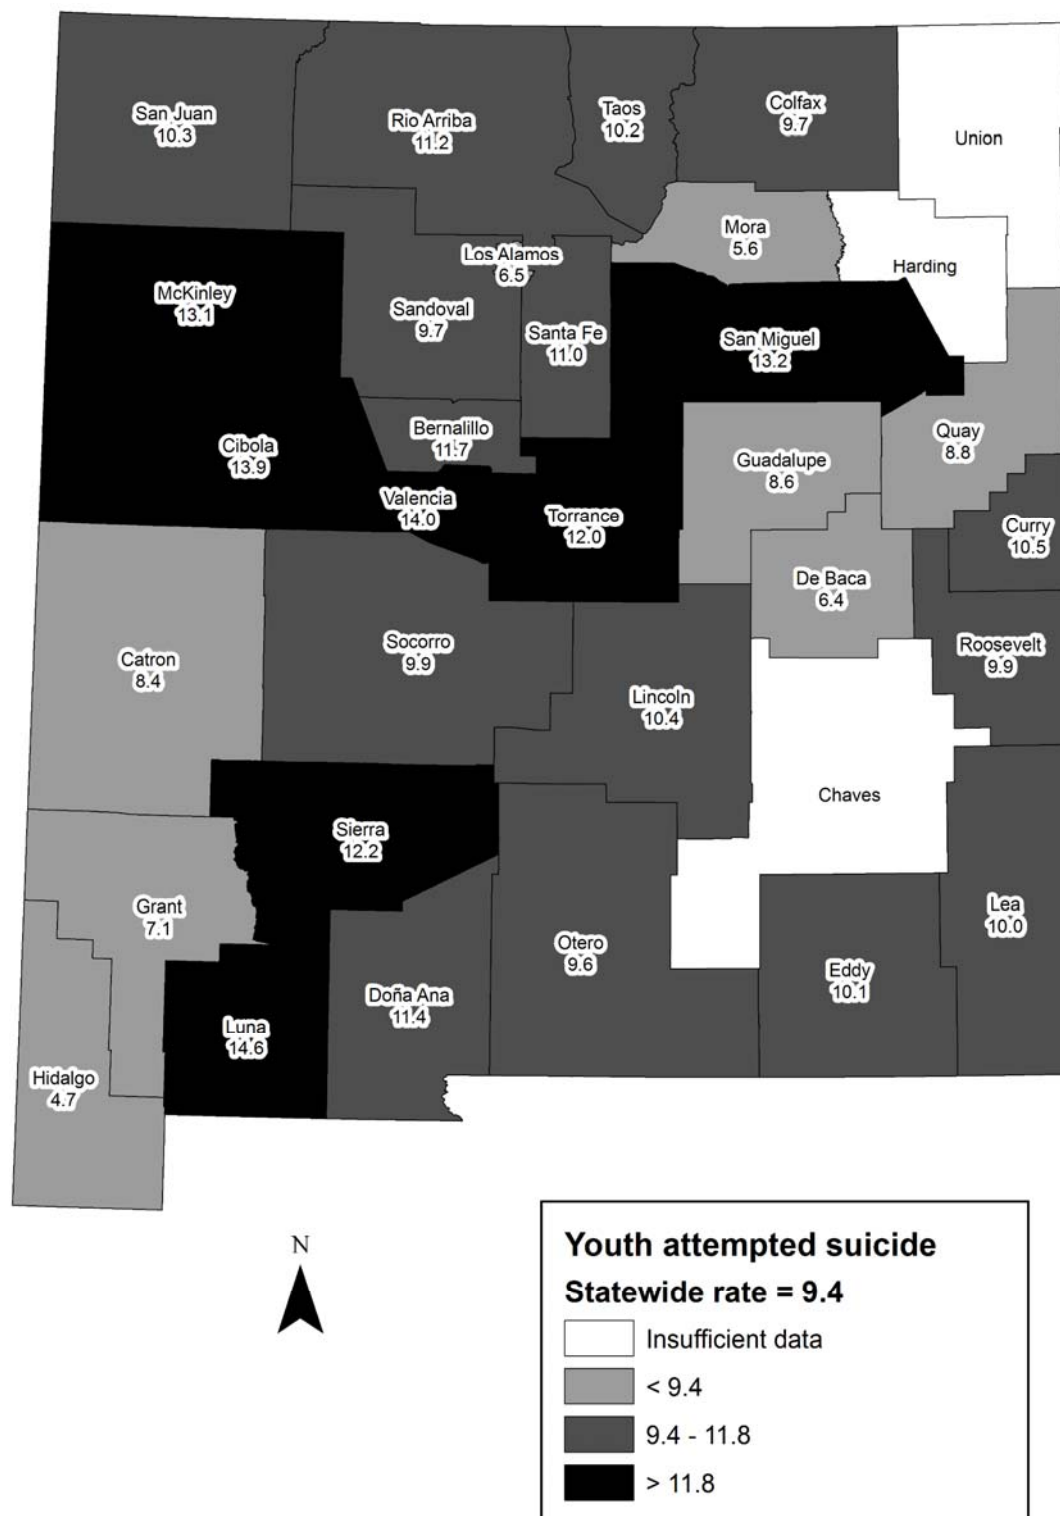 San Juan
10.3
Rio Arriba
11.2
Taos
10.2
Colfax
9.7
Union
Mora
5.6
Los Alamos
6.5
Harding
McKinley
13.1
Sandoval
9.7
Santa Fe
11.0
San Miguel
13.2
Cibola
13.9
Bernalillo
11.7
Guadalupe
8.6
Quay
8.8
Valencia
14.0
Torrance
12.0
Curry
10.5
De Baca
6.4
Catron
8.4
Socorro
9.9
Roosevelt
9.9
Lincoln
10.4
Chaves
Sierra
12.2
Grant
7.1
Otero
9.6
Lea
10.0
Eddy
10.1
Doña Ana
11.4
Luna
14.6
Hidalgo
4.7
N
Youth attempted suicide
Statewide rate = 9.4
Insufficient data
< 9.4
9.4 - 11.8
> 11.8